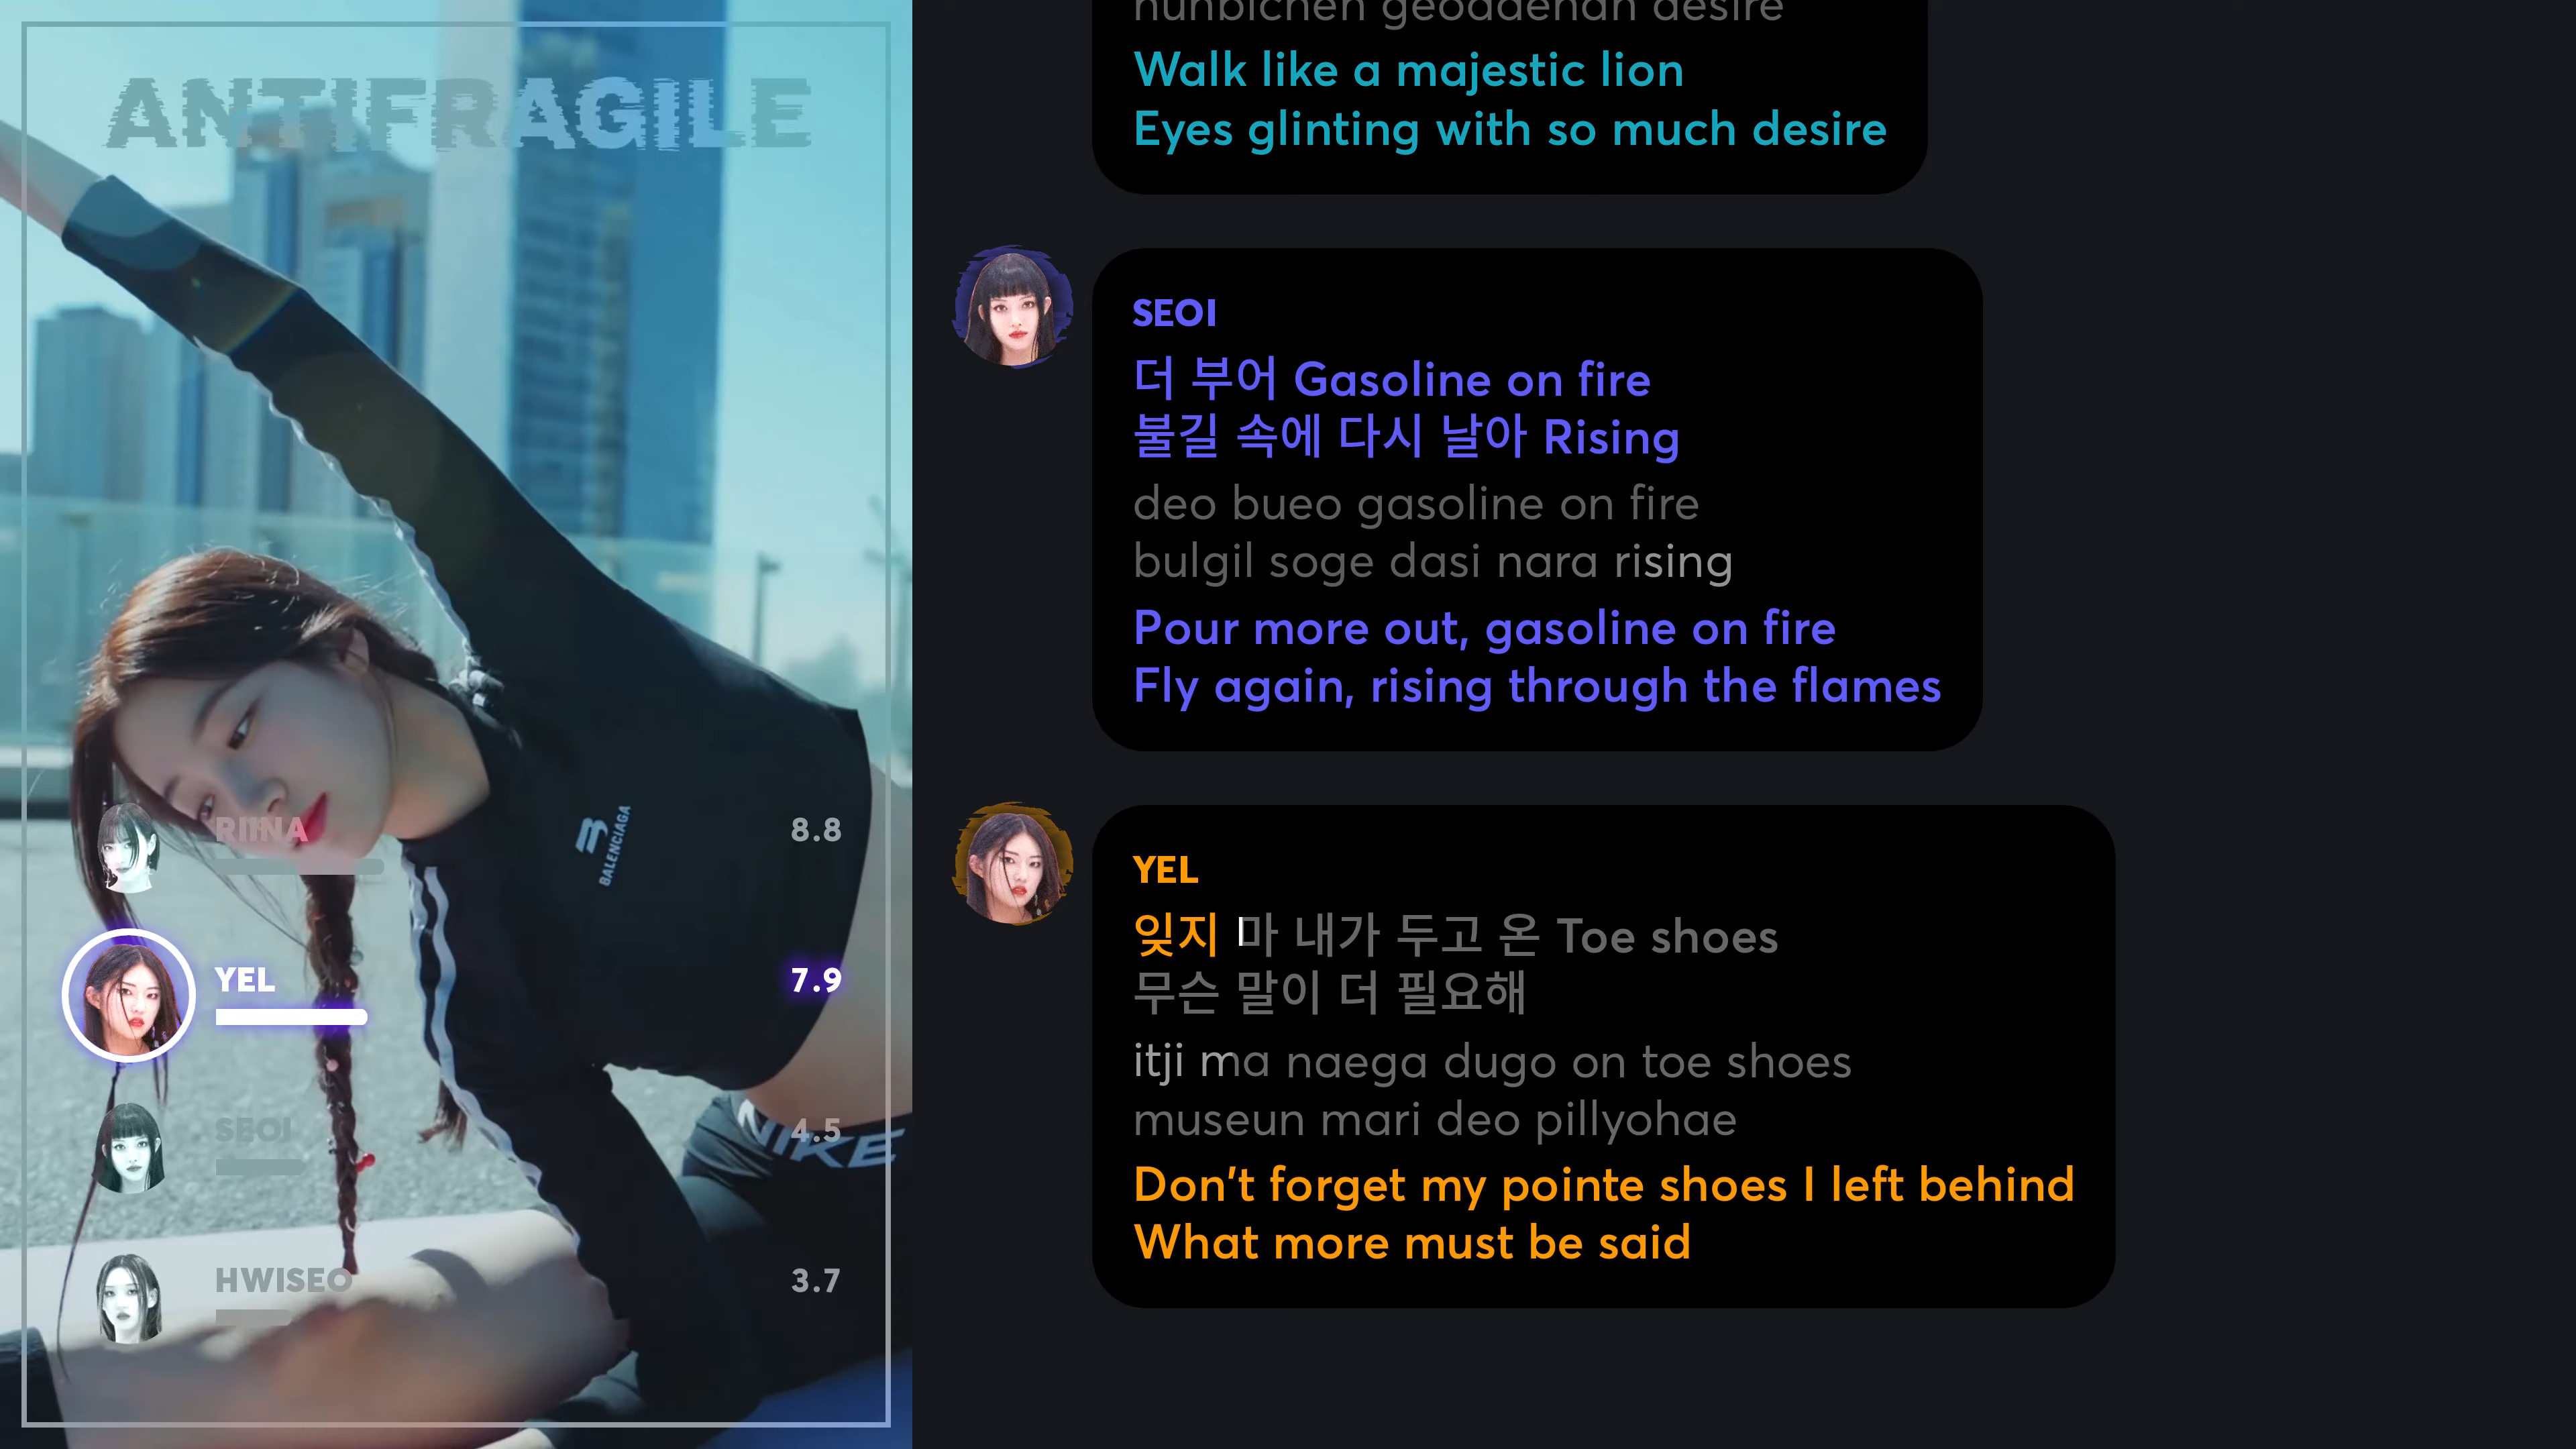 ANTIFRAGILE
BALENCIAGA
NIKE
RIINA
8.8
YEL
7.9
SEOI
4.5
HWISEO
3.7
nunbichen geoddenan desire
Walk like a majestic lion
Eyes glinting with so much desire
SEOI
더 부어 Gasoline on fire
불길 속에 다시 날아 Rising
deo bueo gasoline on fire
bulgil soge dasi nara rising
Pour more out, gasoline on fire
Fly again, rising through the flames
YEL
잊지 마 내가 두고 온 Toe shoes
무슨 말이 더 필요해
itji ma naega dugo on toe shoes
museun mari deo pillyohae
Don't forget my pointe shoes I left behind
What more must be said